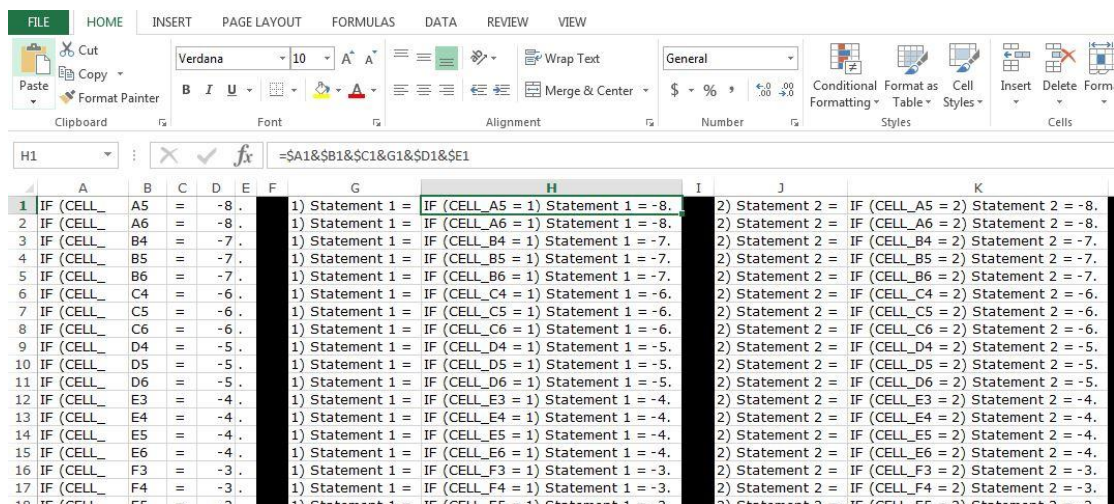 FILE HOME INSERT PAGE LAYOUT FORMULAS DATA REVIEW VIEW
Cut
Copy
Format Painter
Paste
Clipboard
Verdana 10 A A
B I U A
Font
Wrap Text
Merge & Center
Alignment
General
$ % , .0 .00 .00 .0
Number
Conditional Formatting
Format as Table
Cell Styles
Styles
Insert Delete
Cells
H1 fx =$A1&$B1&$C1&G1&$D1&$E1
A B C D E F G H I J K
1 IF (CELL_ A5 = -8 . 1) Statement 1 = IF (CELL_A5 = 1) Statement 1 = -8. 2) Statement 2 = IF (CELL_A5 = 2) Statement 2 = -8.
2 IF (CELL_ A6 = -8 . 1) Statement 1 = IF (CELL_A6 = 1) Statement 1 = -8. 2) Statement 2 = IF (CELL_A6 = 2) Statement 2 = -8.
3 IF (CELL_ B4 = -7 . 1) Statement 1 = IF (CELL_B4 = 1) Statement 1 = -7. 2) Statement 2 = IF (CELL_B4 = 2) Statement 2 = -7.
4 IF (CELL_ B5 = -7 . 1) Statement 1 = IF (CELL_B5 = 1) Statement 1 = -7. 2) Statement 2 = IF (CELL_B5 = 2) Statement 2 = -7.
5 IF (CELL_ B6 = -7 . 1) Statement 1 = IF (CELL_B6 = 1) Statement 1 = -7. 2) Statement 2 = IF (CELL_B6 = 2) Statement 2 = -7.
6 IF (CELL_ C4 = -6 . 1) Statement 1 = IF (CELL_C4 = 1) Statement 1 = -6. 2) Statement 2 = IF (CELL_C4 = 2) Statement 2 = -6.
7 IF (CELL_ C5 = -6 . 1) Statement 1 = IF (CELL_C5 = 1) Statement 1 = -6. 2) Statement 2 = IF (CELL_C5 = 2) Statement 2 = -6.
8 IF (CELL_ C6 = -6 . 1) Statement 1 = IF (CELL_C6 = 1) Statement 1 = -6. 2) Statement 2 = IF (CELL_C6 = 2) Statement 2 = -6.
9 IF (CELL_ D4 = -5 . 1) Statement 1 = IF (CELL_D4 = 1) Statement 1 = -5. 2) Statement 2 = IF (CELL_D4 = 2) Statement 2 = -5.
10 IF (CELL_ D5 = -5 . 1) Statement 1 = IF (CELL_D5 = 1) Statement 1 = -5. 2) Statement 2 = IF (CELL_D5 = 2) Statement 2 = -5.
11 IF (CELL_ D6 = -5 . 1) Statement 1 = IF (CELL_D6 = 1) Statement 1 = -5. 2) Statement 2 = IF (CELL_D6 = 2) Statement 2 = -5.
12 IF (CELL_ E3 = -4 . 1) Statement 1 = IF (CELL_E3 = 1) Statement 1 = -4. 2) Statement 2 = IF (CELL_E3 = 2) Statement 2 = -4.
13 IF (CELL_ E4 = -4 . 1) Statement 1 = IF (CELL_E4 = 1) Statement 1 = -4. 2) Statement 2 = IF (CELL_E4 = 2) Statement 2 = -4.
14 IF (CELL_ E5 = -4 . 1) Statement 1 = IF (CELL_E5 = 1) Statement 1 = -4. 2) Statement 2 = IF (CELL_E5 = 2) Statement 2 = -4.
15 IF (CELL_ E6 = -4 . 1) Statement 1 = IF (CELL_E6 = 1) Statement 1 = -4. 2) Statement 2 = IF (CELL_E6 = 2) Statement 2 = -4.
16 IF (CELL_ F3 = -3 . 1) Statement 1 = IF (CELL_F3 = 1) Statement 1 = -3. 2) Statement 2 = IF (CELL_F3 = 2) Statement 2 = -3.
17 IF (CELL_ F4 = -3 . 1) Statement 1 = IF (CELL_F4 = 1) Statement 1 = -3. 2) Statement 2 = IF (CELL_F4 = 2) Statement 2 = -3.